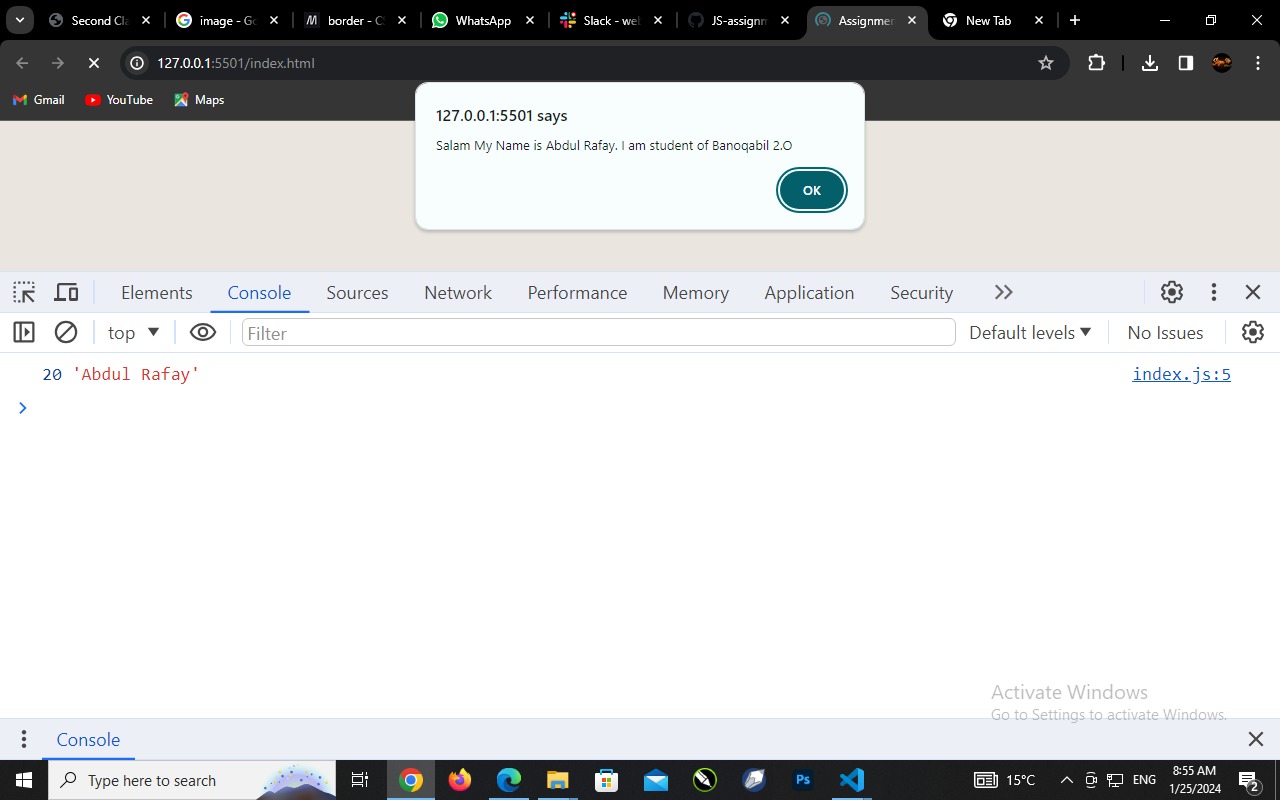 Second Cla
image - Go
M border - CS
WhatsApp
Slack - web
JS-assignm
Assignmen
New Tab
127.0.0.1:5501/index.html
Gmail YouTube Maps
127.0.0.1:5501 says
Salam My Name is Abdul Rafay. I am student of Banoqabil 2.O
OK
Elements Console Sources Network Performance Memory Application Security
top Filter Default levels No Issues
20 'Abdul Rafay' index.js:5
Activate Windows
Go to Settings to activate Windows.
Console
Type here to search Ps 15°C ENG 8:55 AM
1/25/2024 2